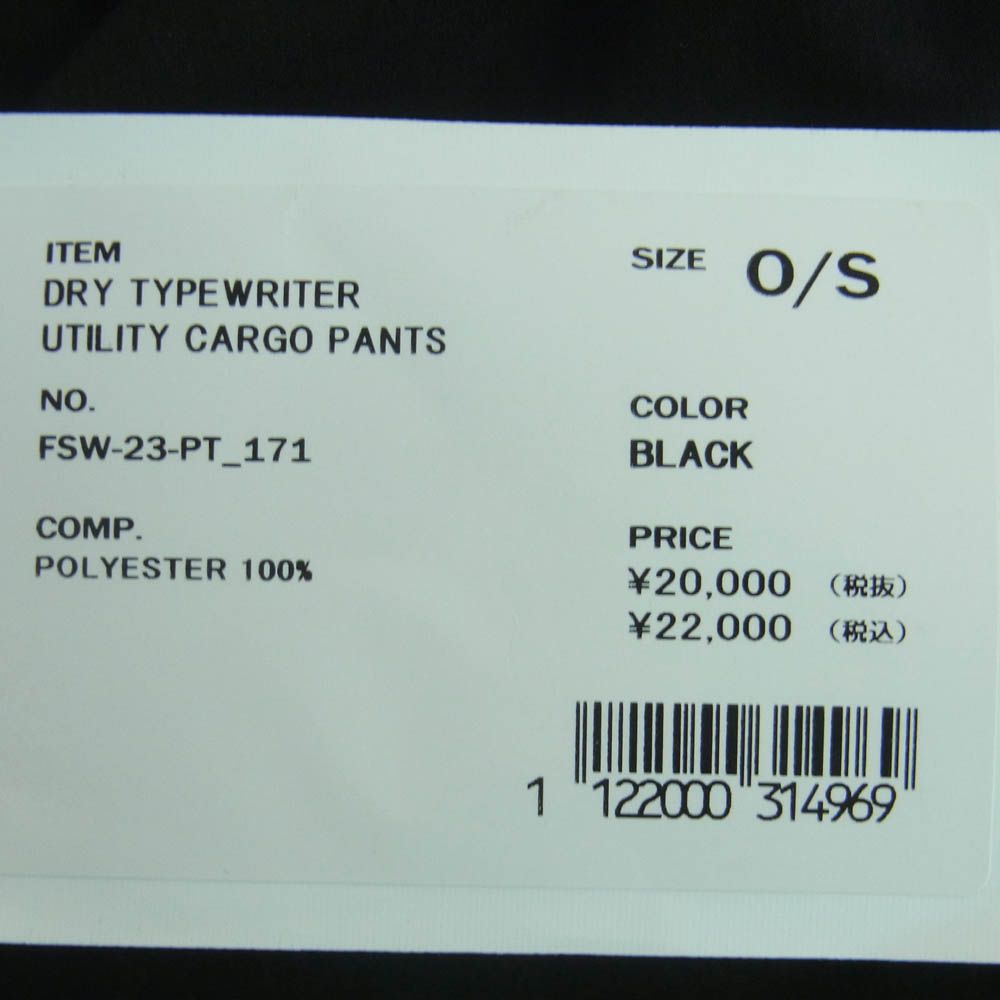 ITEM
DRY TYPEWRITER
UTILITY CARGO PANTS
NO.
FSW-23-PT_171
COMP.
POLYESTER 100%
SIZE O/S
COLOR
BLACK
PRICE
¥20,000 (税抜)
¥22,000 (税込)
1 122000 314969